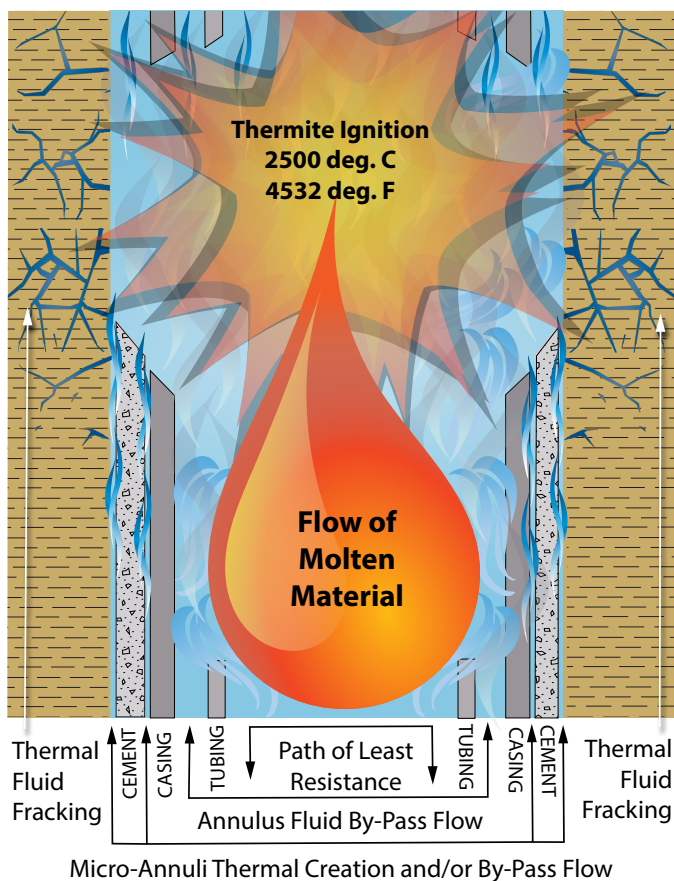 Thermite Ignition
2500 deg. C
4532 deg. F
Flow of
Molten
Material
Thermal
Fluid
Fracking
CEMENT
CASING
TUBING
Path of Least
Resistance
TUBING
CASING
CEMENT
Thermal
Fluid
Fracking
Annulus Fluid By-Pass Flow
Micro-Annuli Thermal Creation and/or By-Pass Flow